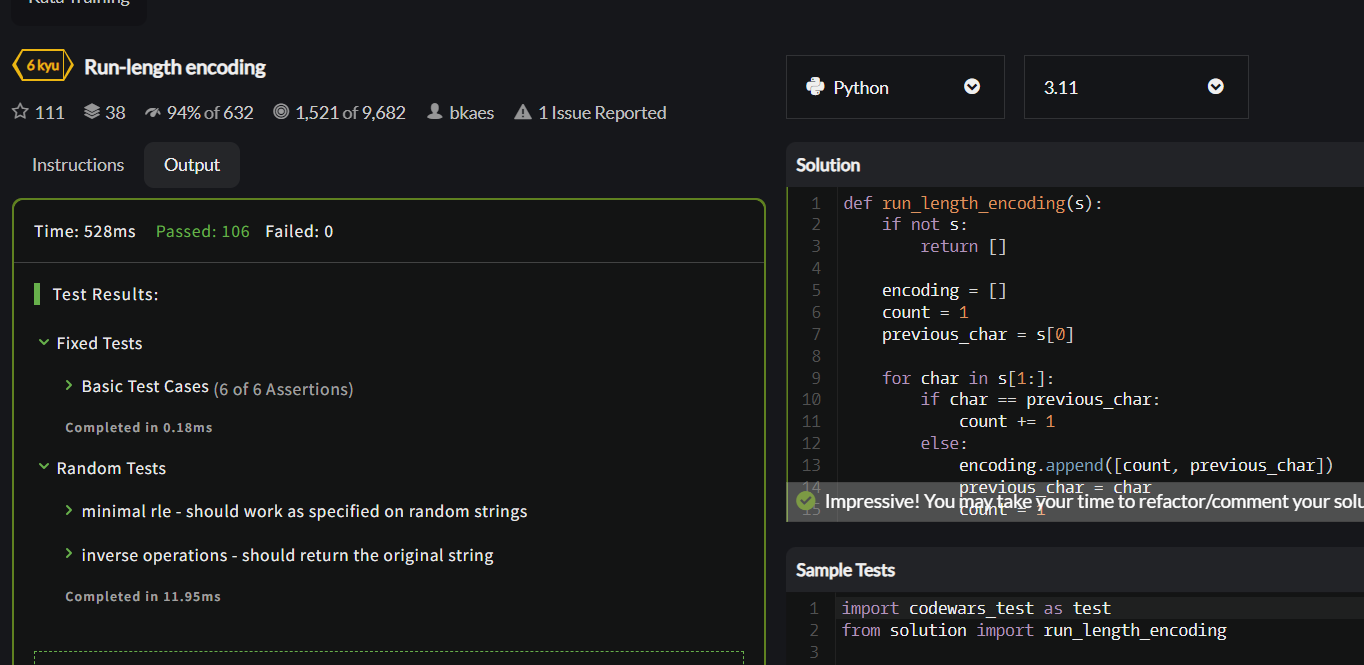 Kata Training
6 kyu Run-length encoding
111 38 94% of 632 1,521 of 9,682 bkaes 1 Issue Reported
Instructions Output
Time: 528ms Passed: 106 Failed: 0
Test Results:
Fixed Tests
Basic Test Cases (6 of 6 Assertions)
Completed in 0.18ms
Random Tests
minimal rle - should work as specified on random strings
inverse operations - should return the original string
Completed in 11.95ms
Python 3.11
Solution
1 def run_length_encoding(s):
2 if not s:
3 return []
4
5 encoding = []
6 count = 1
7 previous_char = s[0]
8
9 for char in s[1:]:
10 if char == previous_char:
11 count += 1
12 else:
13 encoding.append([count, previous_char])
14 previous_char = char
Impressive! You may take your time to refactor/comment your solu
15 count = 1
Sample Tests
1 import codewars_test as test
2 from solution import run_length_encoding
3